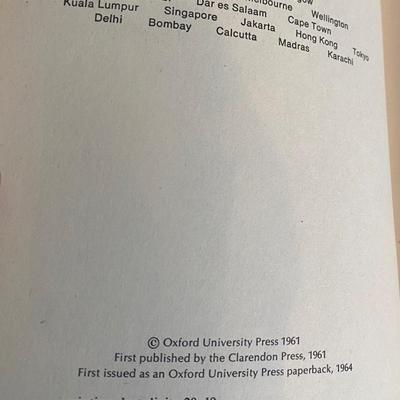 Melbourne Wellington
Dar es Salaam Cape Town
Kuala Lumpur Singapore Jakarta Hong Kong Tokyo
Delhi Bombay Calcutta Madras Karachi
© Oxford University Press 1961
First published by the Clarendon Press, 1961
First issued as an Oxford University Press paperback, 1964